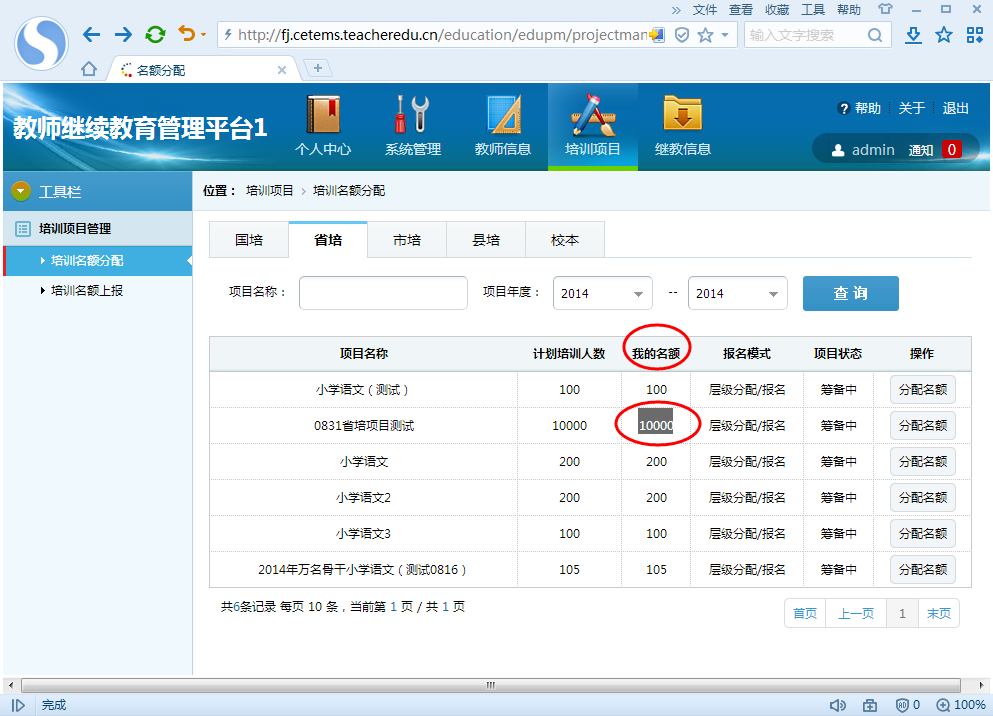 » 文件 查看 收藏 工具 帮助
http://fj.cetems.teacheredu.cn/education/edupm/projectman
输入文字搜索
名额分配
教师继续教育管理平台1
个人中心 系统管理 教师信息 培训项目 继教信息
帮助 关于 退出
admin 通知 0
工具栏
位置： 培训项目 › 培训名额分配
培训项目管理
培训名额分配
培训名额上报
国培 省培 市培 县培 校本
项目名称： 项目年度： 2014 -- 2014 查 询
项目名称 计划培训人数 我的名额 报名模式 项目状态 操作
小学语文（测试） 100 100 层级分配/报名 筹备中 分配名额
0831省培项目测试 10000 10000 层级分配/报名 筹备中 分配名额
小学语文 200 200 层级分配/报名 筹备中 分配名额
小学语文2 200 200 层级分配/报名 筹备中 分配名额
小学语文3 100 100 层级分配/报名 筹备中 分配名额
2014年万名骨干小学语文（测试0816） 105 105 层级分配/报名 筹备中 分配名额
共6条记录 每页 10 条，当前第 1 页 / 共 1 页
首页 上一页 1 末页
完成 0 100%